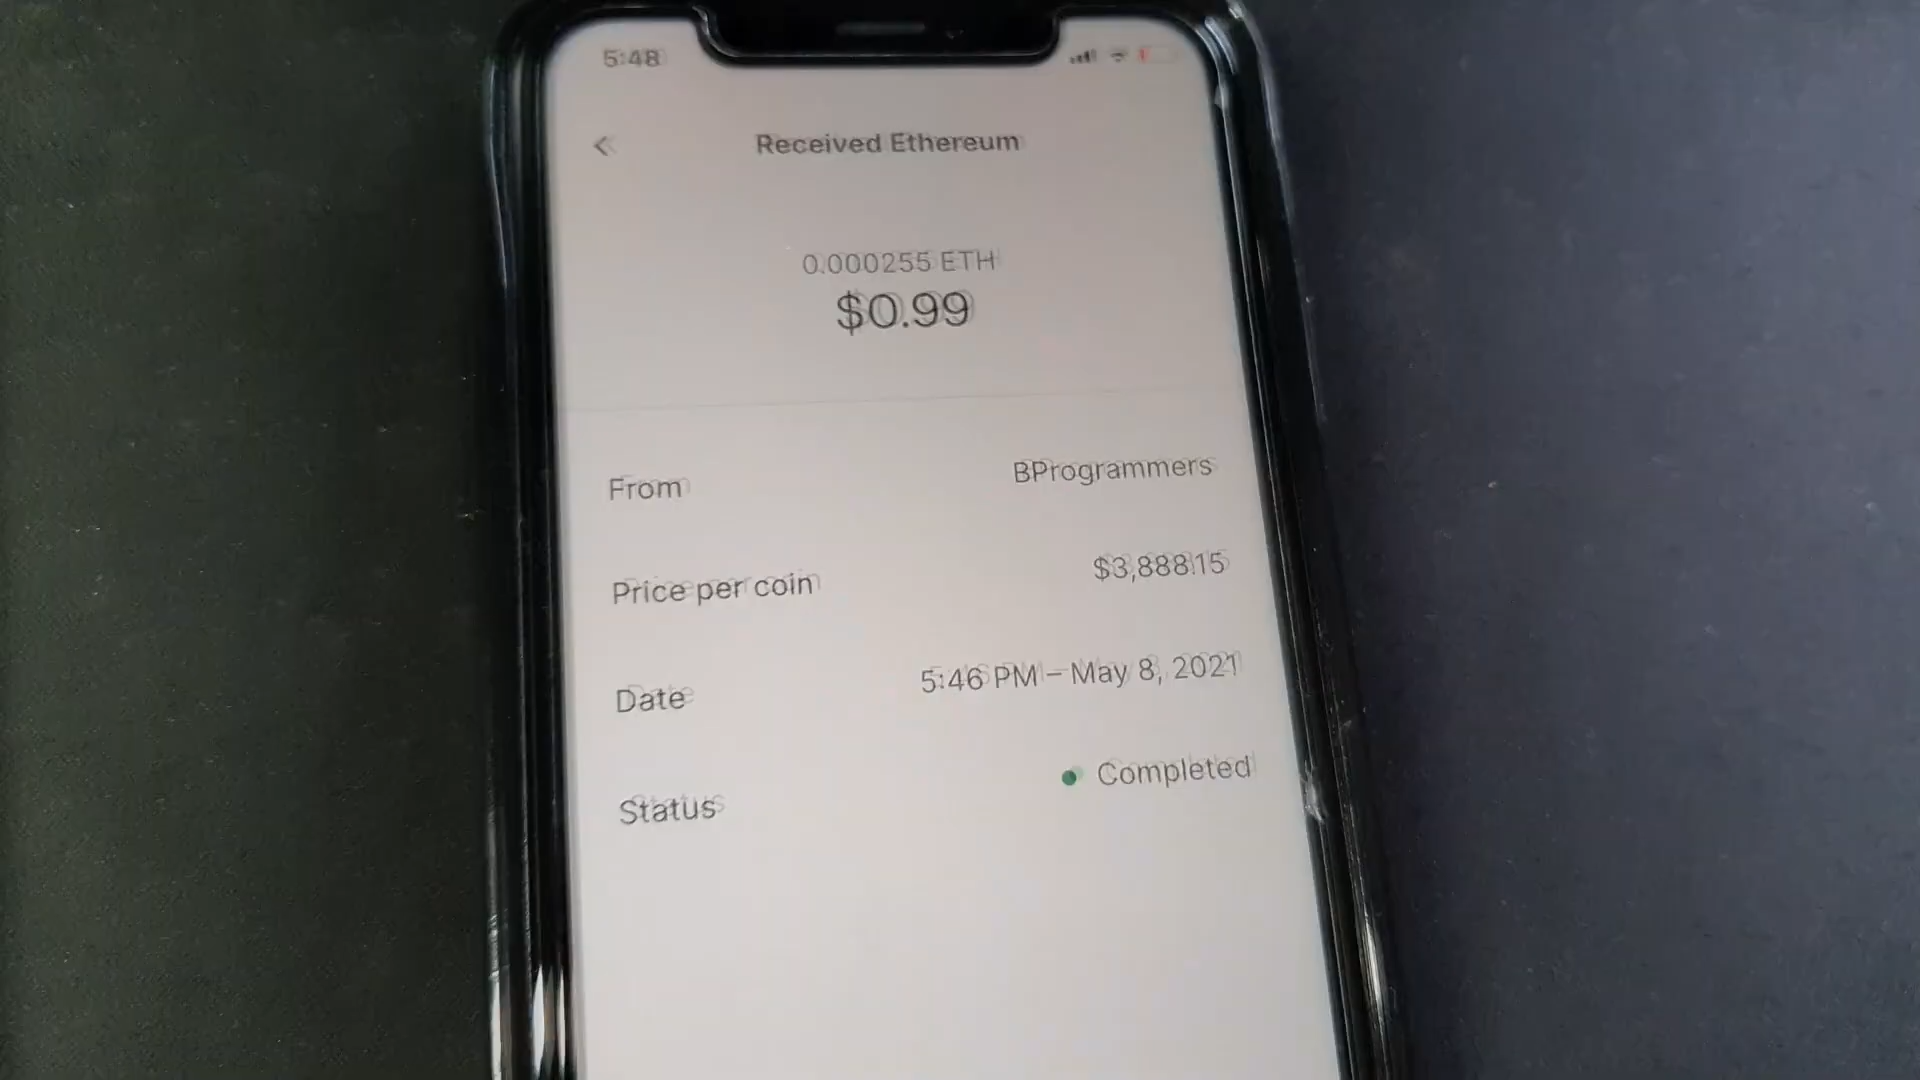 5:48
Received Ethereum
0.000255 ETH
$0.99
From BProgrammers
Price per coin $3,888.15
Date 5:46 PM – May 8, 2021
Status Completed